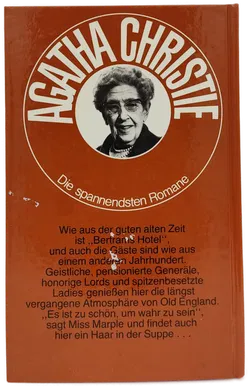 AGATHA CHRISTIE
Die spannendsten Romane
Wie aus der guten alten Zeit
ist ,,Bertrams Hotel",
und auch die Gäste sind wie aus
einem anderen Jahrhundert.
Geistliche, pensionierte Generäle,
honorige Lords und spitzenbesetzte
Ladies genießen hier die längst
vergangene Atmosphäre von Old England.
,,Es ist zu schön, um wahr zu sein",
sagt Miss Marple und findet auch
hier ein Haar in der Suppe . . .